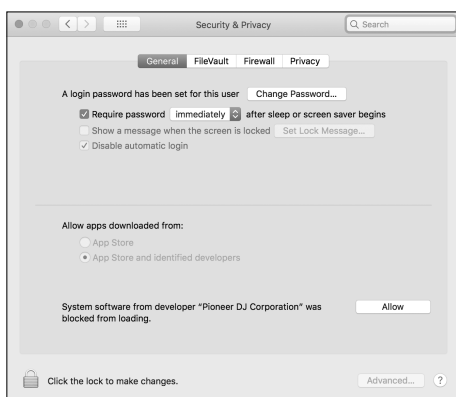 Security & Privacy
Search
General FileVault Firewall Privacy
A login password has been set for this user Change Password...
Require password immediately after sleep or screen saver begins
Show a message when the screen is locked Set Lock Message...
Disable automatic login
Allow apps downloaded from:
App Store
App Store and identified developers
System software from developer “Pioneer DJ Corporation” was
blocked from loading.
Allow
Click the lock to make changes.
Advanced...
?